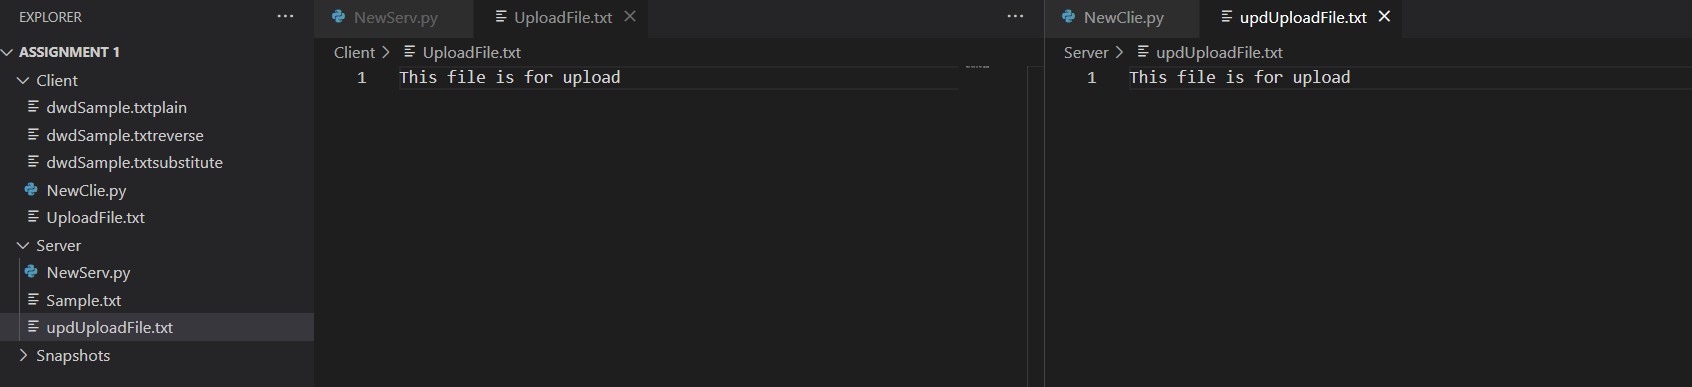 EXPLORER ···
ASSIGNMENT 1
Client
dwdSample.txtplain
dwdSample.txtreverse
dwdSample.txtsubstitute
NewClie.py
UploadFile.txt
Server
NewServ.py
Sample.txt
updUploadFile.txt
Snapshots
NewServ.py UploadFile.txt ···
Client > UploadFile.txt
1 This file is for upload
NewClie.py updUploadFile.txt
Server > updUploadFile.txt
1 This file is for upload